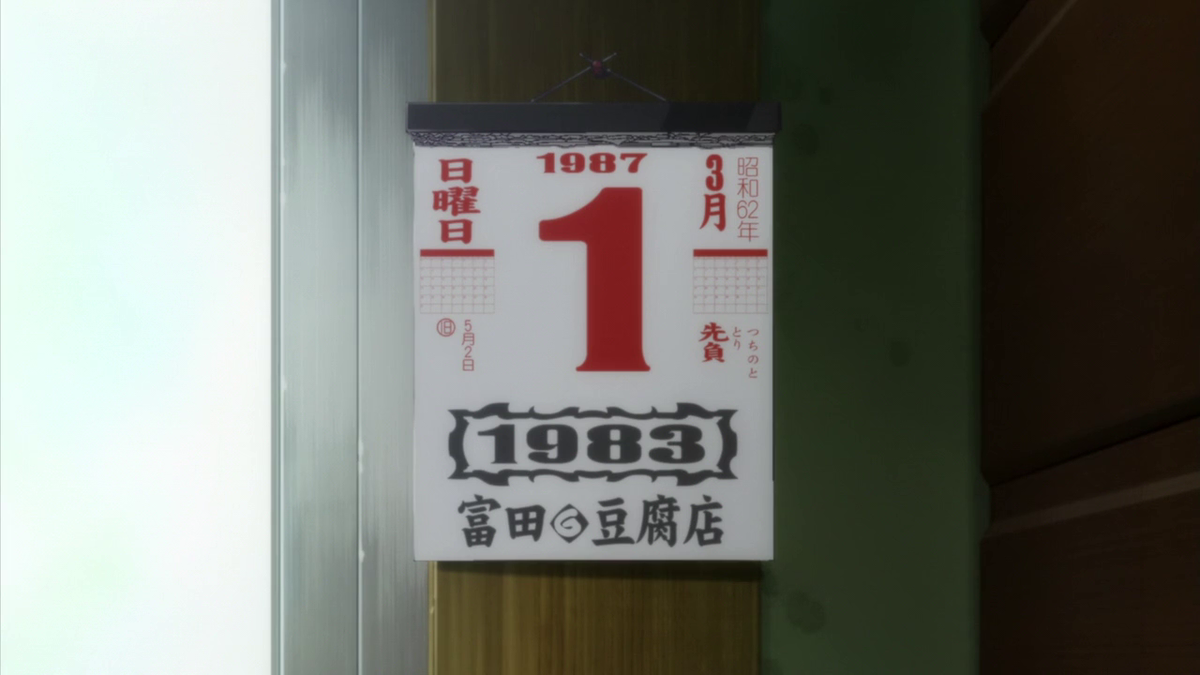 1987
昭和62年
3月
日曜日
1
つちのと
とり
先負
旧
5月2日
1983
富田豆腐店